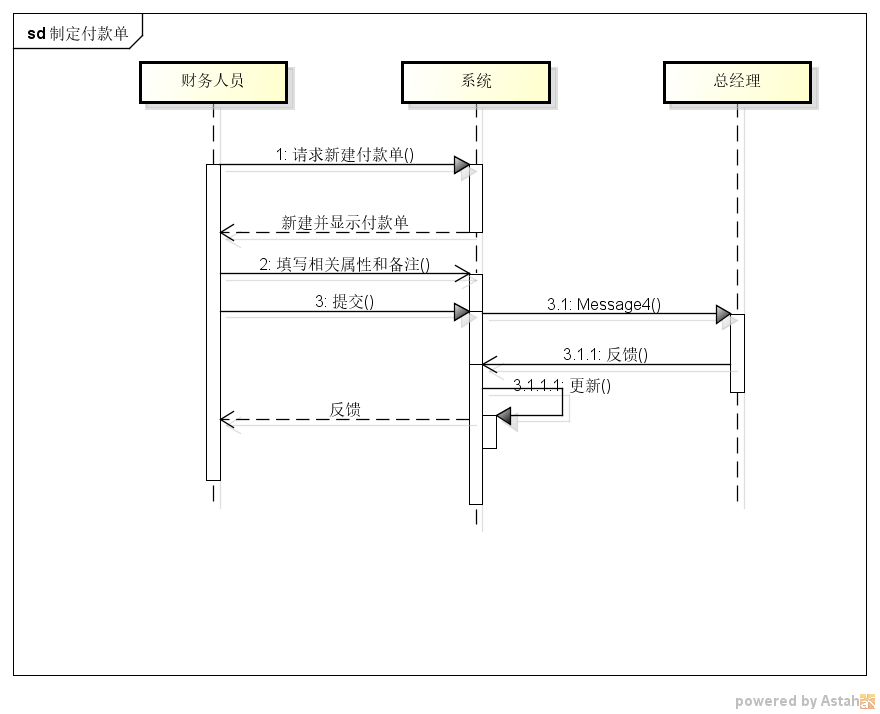 sd 制定付款单
财务人员
系统
总经理
1: 请求新建付款单()
新建并显示付款单
2: 填写相关属性和备注()
3: 提交()
3.1: Message4()
3.1.1: 反馈()
3.1.1.1: 更新()
反馈
powered by Astah